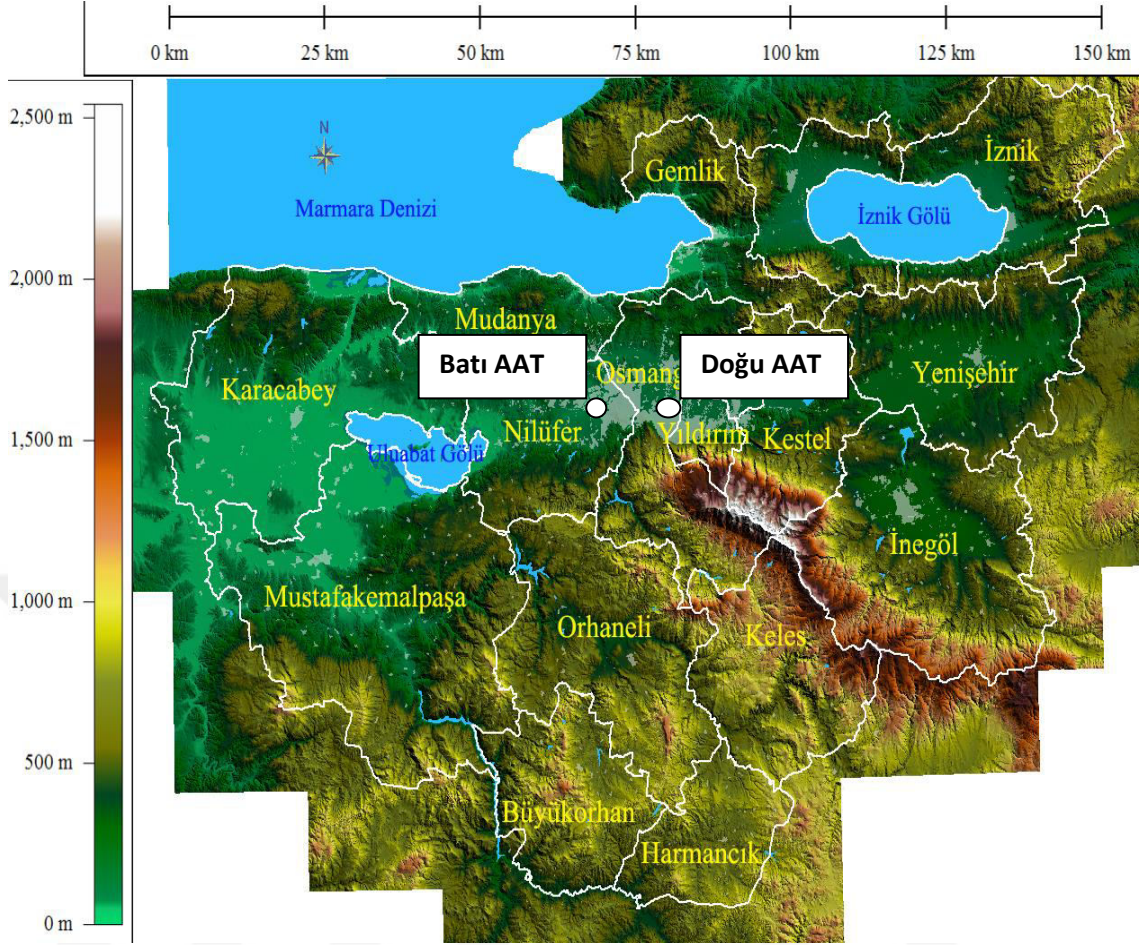 0 km 25 km 50 km 75 km 100 km 125 km 150 km
2,500 m
2,000 m
1,500 m
1,000 m
500 m
0 m
N
Marmara Denizi
Gemlik
İznik
İznik Gölü
Mudanya
Batı AAT
Osmang
Doğu AAT
Yenişehir
Karacabey
Nilüfer
Yıldırım
Kestel
Uluabat Gölü
İnegöl
Mustafakemalpaşa
Orhaneli
Keles
Büyükorhan
Harmancık